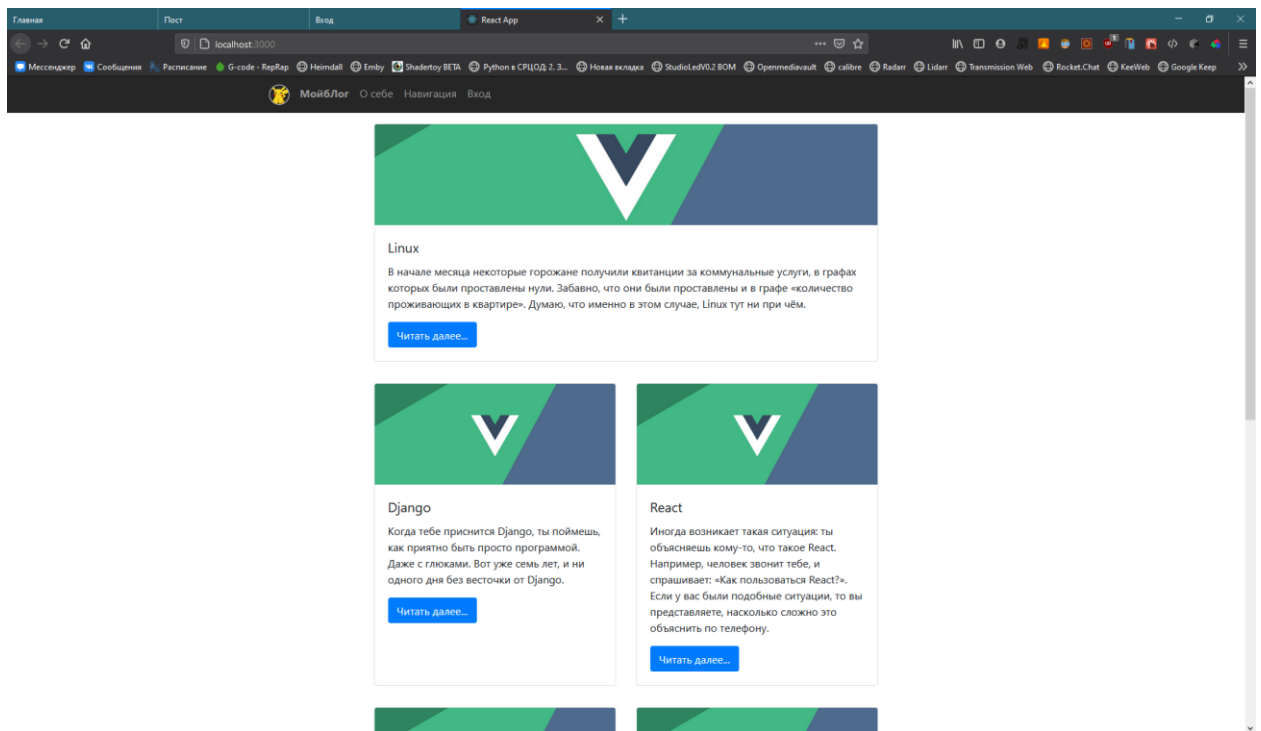 Главная Пост Вход React App
localhost:3000
Мессенджер Сообщения Расписание G-code - RepRap Heimdall Emby Shadertoy BETA Python в СРЦОД: 2. З... Новая вкладка StudioLedV0.2 BOM Openmediavault calibre Radarr Lidarr Transmission Web Rocket.Chat KeeWeb Google Keep
МойбЛог О себе Навигация Вход
Linux
В начале месяца некоторые горожане получили квитанции за коммунальные услуги, в графах
которых были проставлены нули. Забавно, что они были проставлены и в графе «количество
проживающих в квартире». Думаю, что именно в этом случае, Linux тут ни при чём.
Читать далее...
Django
Когда тебе приснится Django, ты поймешь,
как приятно быть просто программой.
Даже с глюками. Вот уже семь лет, и ни
одного дня без весточки от Django.
Читать далее...
React
Иногда возникает такая ситуация: ты
объясняешь кому-то, что такое React.
Например, человек звонит тебе, и
спрашивает: «Как пользоваться React?».
Если у вас были подобные ситуации, то вы
представляете, насколько сложно это
объяснить по телефону.
Читать далее...